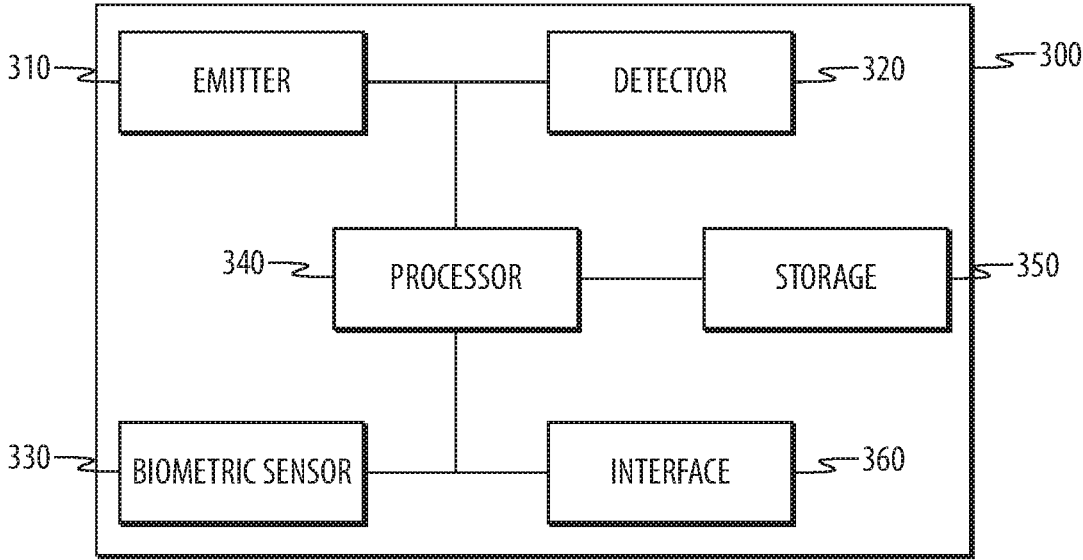 310
EMITTER
DETECTOR
320
300
340
PROCESSOR
STORAGE
350
330
BIOMETRIC SENSOR
INTERFACE
360